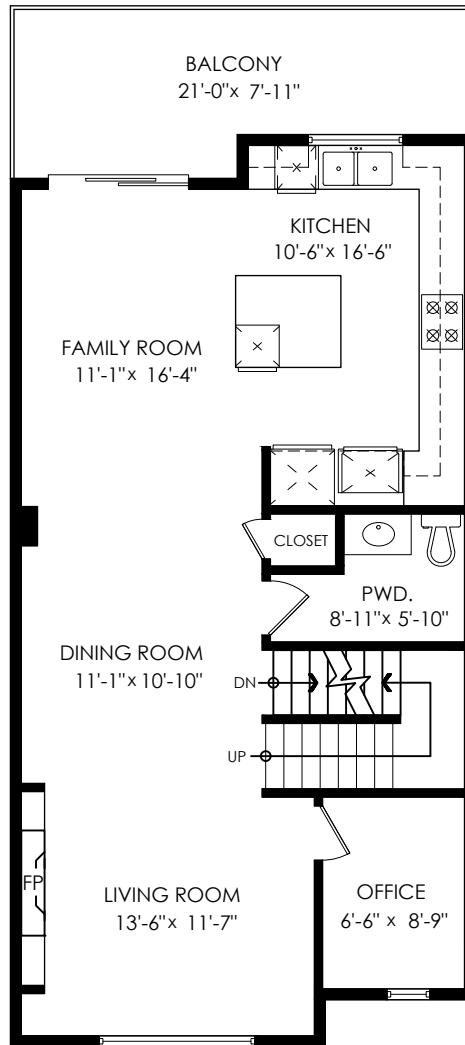 BALCONY
21'-0"x 7'-11"
KITCHEN
10'-6"x 16'-6"
FAMILY ROOM
11'-1"x 16'-4"
CLOSET
PWD.
8'-11"x 5'-10"
DINING ROOM
11'-1"x 10'-10"
DN
UP
FP
LIVING ROOM
13'-6"x 11'-7"
OFFICE
6'-6" x 8'-9"